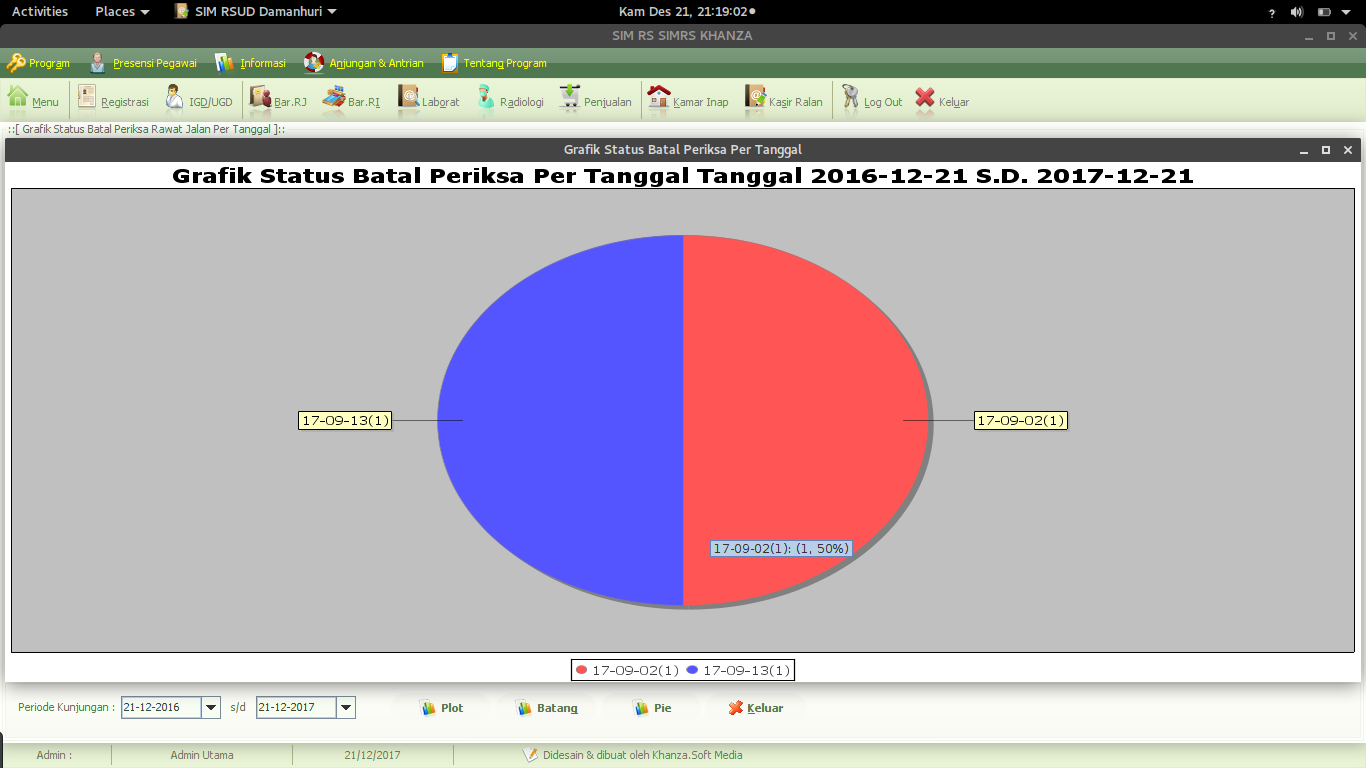 Activities Places SIM RSUD Damanhuri Kam Des 21, 21:19:02 ?
SIM RS SIMRS KHANZA
Program Presensi Pegawai Informasi Anjungan & Antrian Tentang Program
Menu Registrasi IGD/UGD Bar.RJ Bar.RI Laborat Radiologi Penjualan Kamar Inap Kasir Ralan Log Out Keluar
::[ Grafik Status Batal Periksa Rawat Jalan Per Tanggal ]::
Grafik Status Batal Periksa Per Tanggal
Grafik Status Batal Periksa Per Tanggal Tanggal 2016-12-21 S.D. 2017-12-21
17-09-13(1) 17-09-02(1)
17-09-02(1): (1, 50%)
17-09-02(1) 17-09-13(1)
Periode Kunjungan : 21-12-2016 s/d 21-12-2017 Plot Batang Pie Keluar
Admin : Admin Utama 21/12/2017 Didesain & dibuat oleh Khanza.Soft Media